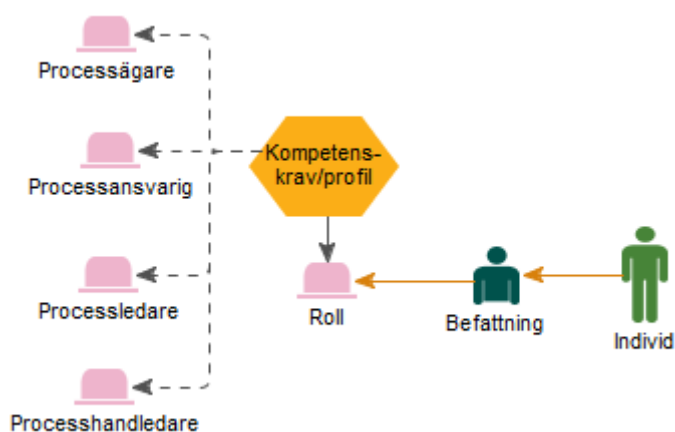 Processägare
Kompetens-
krav/profil
Processansvarig
Processledare
Roll
Befattning
Individ
Processhandledare